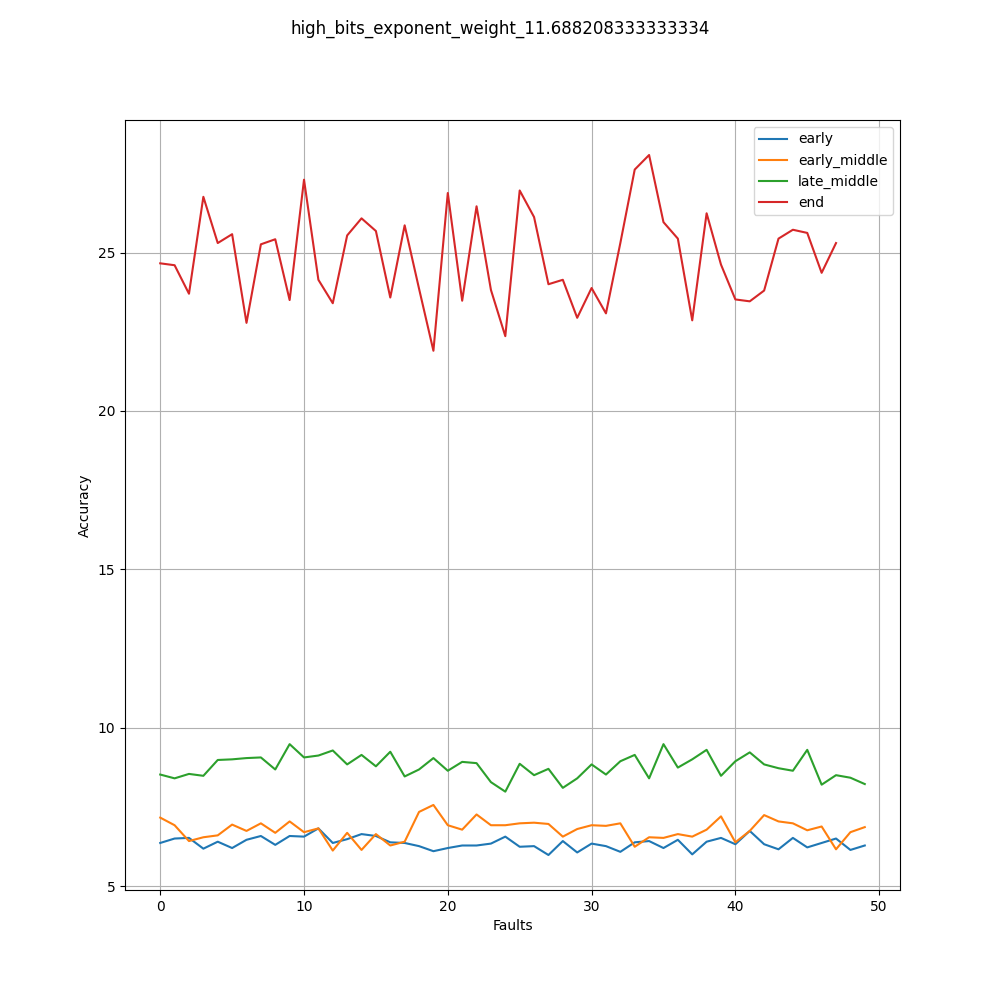 high_bits_exponent_weight_11.688208333333334
early
early_middle
late_middle
end
25
20
15
10
5
Accuracy
0 10 20 30 40 50
Faults